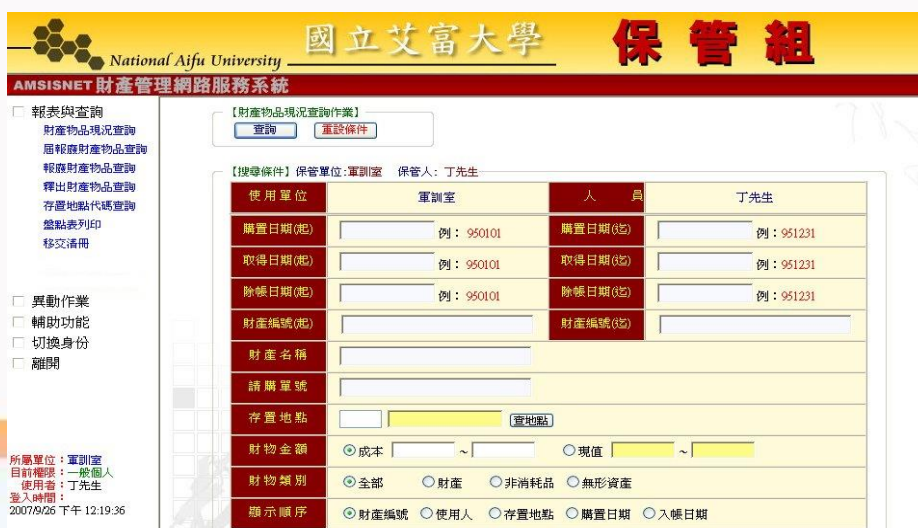 國立艾富大學 保管組
National Aifu University
AMSISNET 財產管理網路服務系統
報表與查詢
財產物品現況查詢
屆報廢財產物品查詢
報廢財產物品查詢
釋出財產物品查詢
存置地點代碼查詢
盤點表列印
移交清冊
異動作業
輔助功能
切換身份
離開
所屬單位：軍訓室
目前權限：一般個人
使用者：丁先生
登入時間：
2007/9/26 下午 12:19:36
【財產物品現況查詢作業】
查詢 重設條件
【搜尋條件】保管單位:軍訓室 保管人: 丁先生
使用單位 軍訓室 人員 丁先生
購置日期(起) 例： 950101 購置日期(迄) 例：951231
取得日期(起) 例： 950101 取得日期(迄) 例：951231
除帳日期(起) 例： 950101 除帳日期(迄) 例：951231
財產編號(起) 財產編號(迄)
財產名稱
請購單號
存置地點 查地點
財物金額 成本 ~ 現值 ~
財物類別 全部 財產 非消耗品 無形資產
顯示順序 財產編號 使用人 存置地點 購置日期 入帳日期